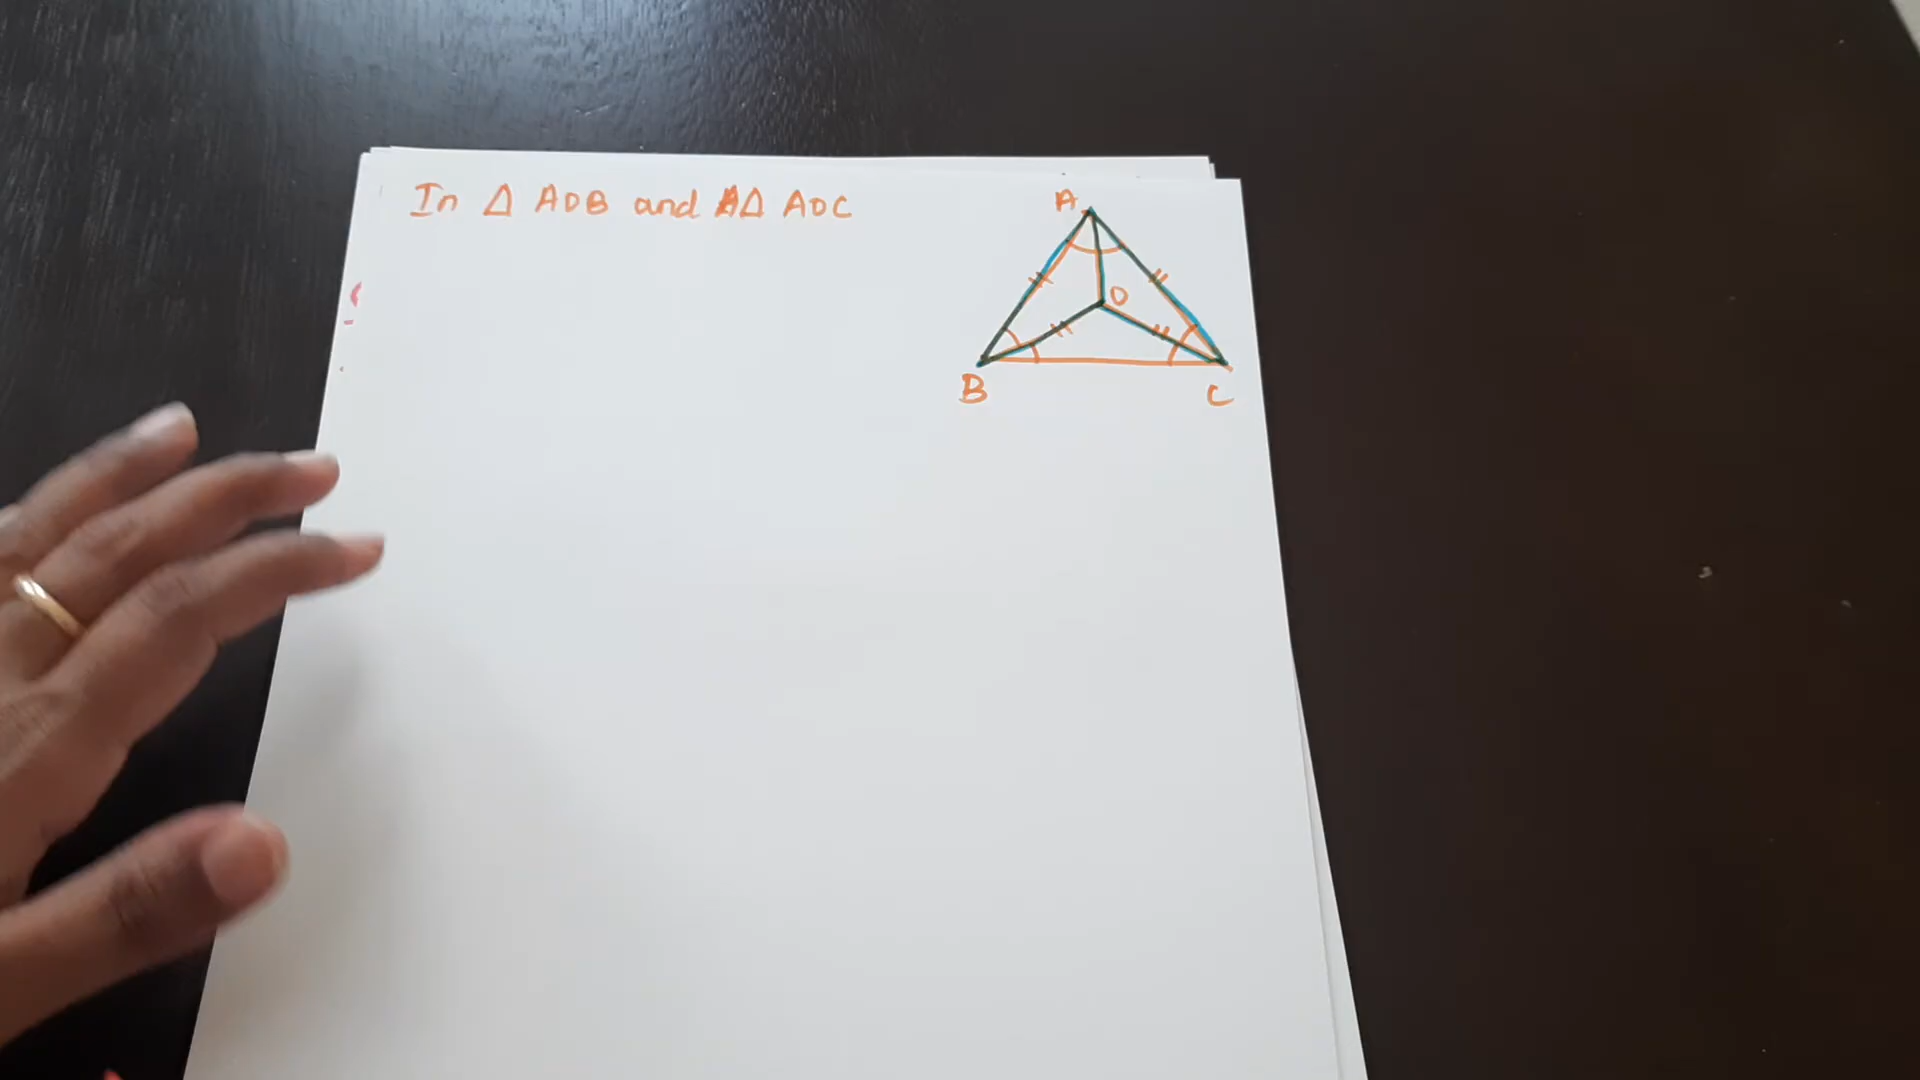 In Δ AOB and Δ AOC
A
O
B C